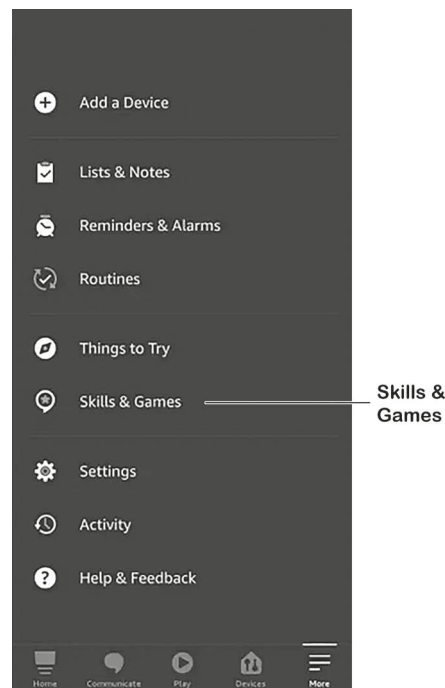 Add a Device
Lists & Notes
Reminders & Alarms
Routines
Things to Try
Skills & Games
Skills &
Games
Settings
Activity
Help & Feedback
Home
Communicate
Play
Devices
More